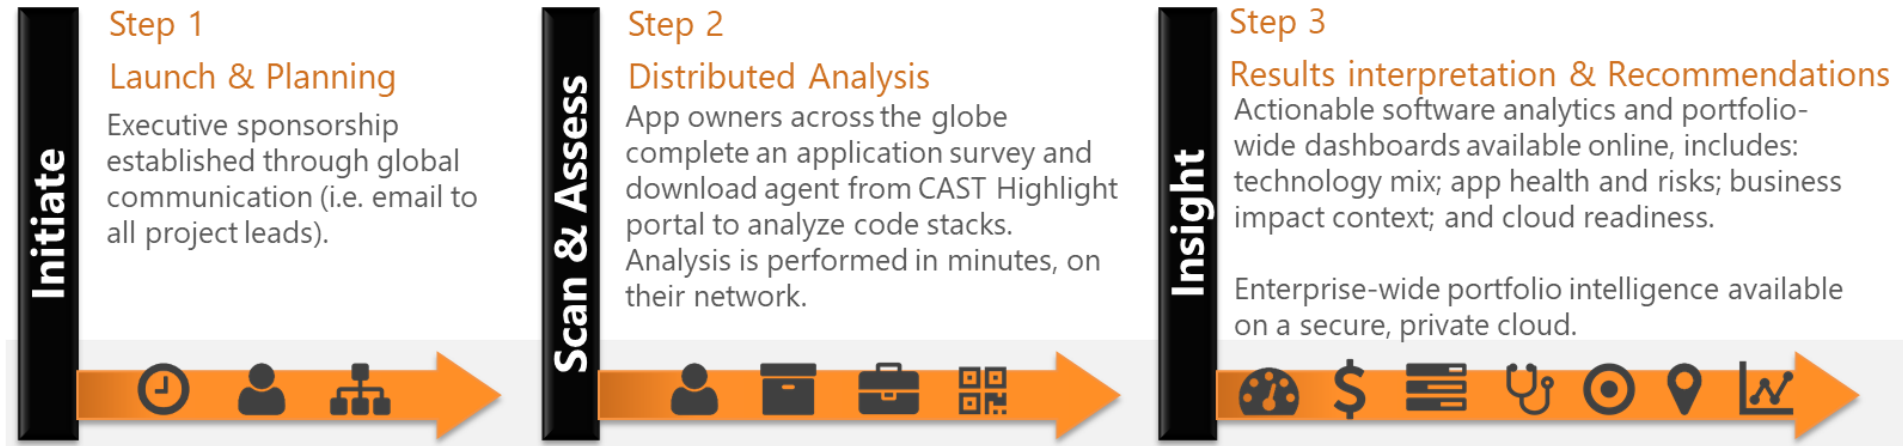 Initiate
Step 1
Launch & Planning
Executive sponsorship
established through global
communication (i.e. email to
all project leads).
Scan & Assess
Step 2
Distributed Analysis
App owners across the globe
complete an application survey and
download agent from CAST Highlight
portal to analyze code stacks.
Analysis is performed in minutes, on
their network.
Insight
Step 3
Results interpretation & Recommendations
Actionable software analytics and portfolio-
wide dashboards available online, includes:
technology mix; app health and risks; business
impact context; and cloud readiness.
Enterprise-wide portfolio intelligence available
on a secure, private cloud.
$